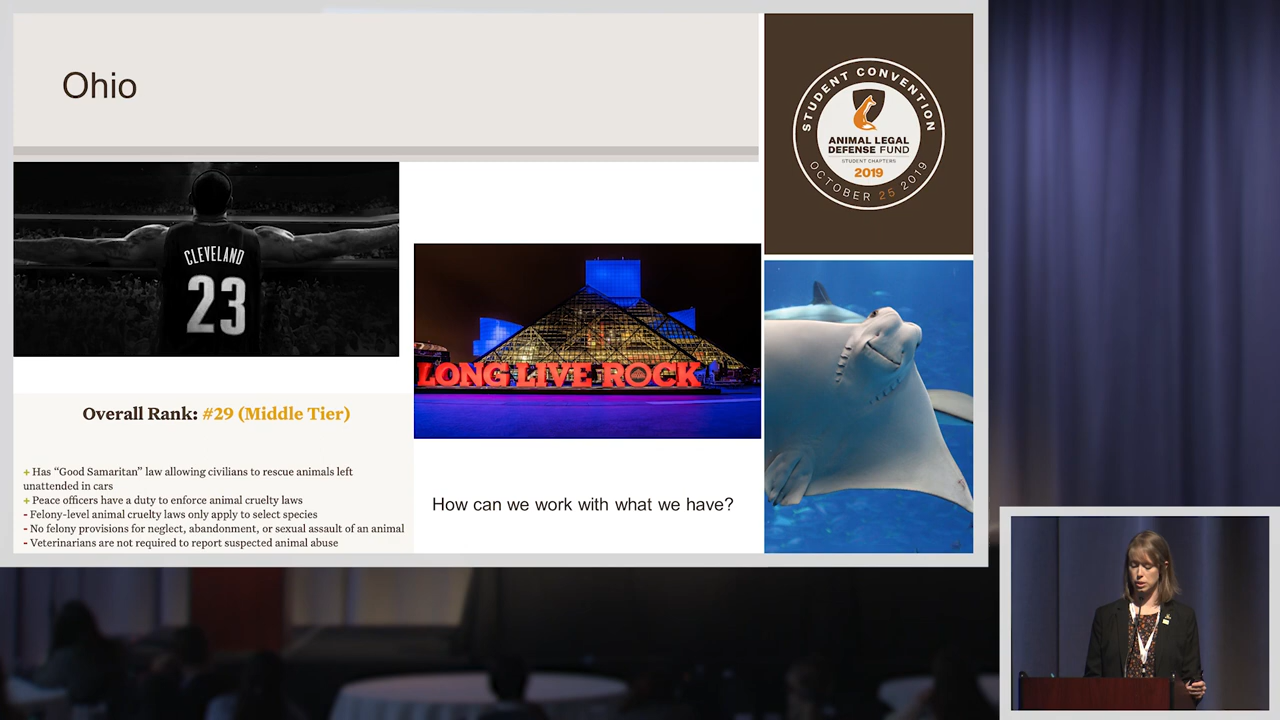 Ohio
STUDENT CONVENTION
ANIMAL LEGAL
DEFENSE FUND
STUDENT CHAPTERS
2019
OCTOBER 25 2019
CLEVELAND
23
LONG LIVE ROCK
Overall Rank: #29 (Middle Tier)
+ Has “Good Samaritan” law allowing civilians to rescue animals left
unattended in cars
+ Peace officers have a duty to enforce animal cruelty laws
- Felony-level animal cruelty laws only apply to select species
- No felony provisions for neglect, abandonment, or sexual assault of an animal
- Veterinarians are not required to report suspected animal abuse
How can we work with what we have?